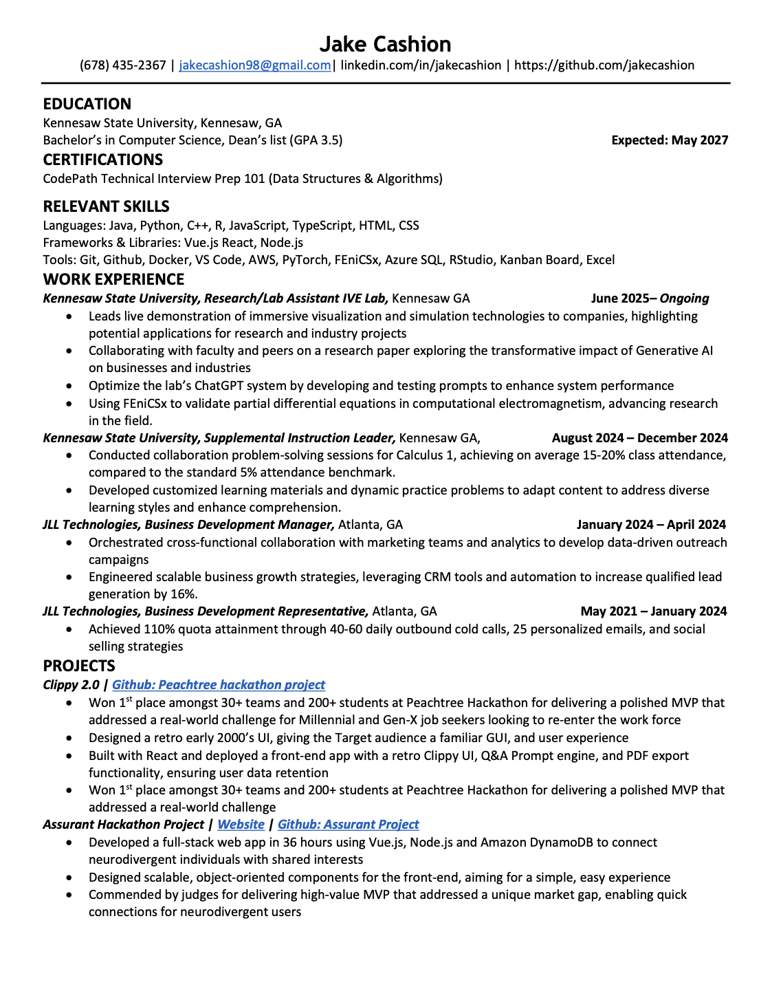 Jake Cashion
(678) 435-2367 | jakecashion98@gmail.com| linkedin.com/in/jakecashion | https://github.com/jakecashion
EDUCATION
Kennesaw State University, Kennesaw, GA
Bachelor’s in Computer Science, Dean’s list (GPA 3.5) Expected: May 2027
CERTIFICATIONS
CodePath Technical Interview Prep 101 (Data Structures & Algorithms)
RELEVANT SKILLS
Languages: Java, Python, C++, R, JavaScript, TypeScript, HTML, CSS
Frameworks & Libraries: Vue.js React, Node.js
Tools: Git, Github, Docker, VS Code, AWS, PyTorch, FEniCSx, Azure SQL, RStudio, Kanban Board, Excel
WORK EXPERIENCE
Kennesaw State University, Research/Lab Assistant IVE Lab, Kennesaw GA June 2025– Ongoing
• Leads live demonstration of immersive visualization and simulation technologies to companies, highlighting
potential applications for research and industry projects
• Collaborating with faculty and peers on a research paper exploring the transformative impact of Generative AI
on businesses and industries
• Optimize the lab’s ChatGPT system by developing and testing prompts to enhance system performance
• Using FEniCSx to validate partial differential equations in computational electromagnetism, advancing research
in the field.
Kennesaw State University, Supplemental Instruction Leader, Kennesaw GA, August 2024 – December 2024
• Conducted collaboration problem-solving sessions for Calculus 1, achieving on average 15-20% class attendance,
compared to the standard 5% attendance benchmark.
• Developed customized learning materials and dynamic practice problems to adapt content to address diverse
learning styles and enhance comprehension.
JLL Technologies, Business Development Manager, Atlanta, GA January 2024 – April 2024
• Orchestrated cross-functional collaboration with marketing teams and analytics to develop data-driven outreach
campaigns
• Engineered scalable business growth strategies, leveraging CRM tools and automation to increase qualified lead
generation by 16%.
JLL Technologies, Business Development Representative, Atlanta, GA May 2021 – January 2024
• Achieved 110% quota attainment through 40-60 daily outbound cold calls, 25 personalized emails, and social
selling strategies
PROJECTS
Clippy 2.0 | Github: Peachtree hackathon project
• Won 1st place amongst 30+ teams and 200+ students at Peachtree Hackathon for delivering a polished MVP that
addressed a real-world challenge for Millennial and Gen-X job seekers looking to re-enter the work force
• Designed a retro early 2000’s UI, giving the Target audience a familiar GUI, and user experience
• Built with React and deployed a front-end app with a retro Clippy UI, Q&A Prompt engine, and PDF export
functionality, ensuring user data retention
• Won 1st place amongst 30+ teams and 200+ students at Peachtree Hackathon for delivering a polished MVP that
addressed a real-world challenge
Assurant Hackathon Project | Website | Github: Assurant Project
• Developed a full-stack web app in 36 hours using Vue.js, Node.js and Amazon DynamoDB to connect
neurodivergent individuals with shared interests
• Designed scalable, object-oriented components for the front-end, aiming for a simple, easy experience
• Commended by judges for delivering high-value MVP that addressed a unique market gap, enabling quick
connections for neurodivergent users